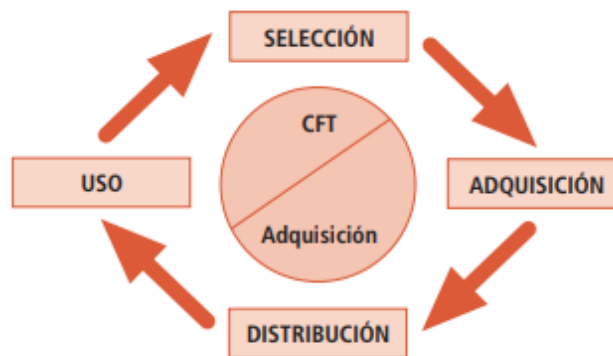 SELECCIÓN
CFT
USO
ADQUISICIÓN
Adquisición
DISTRIBUCIÓN